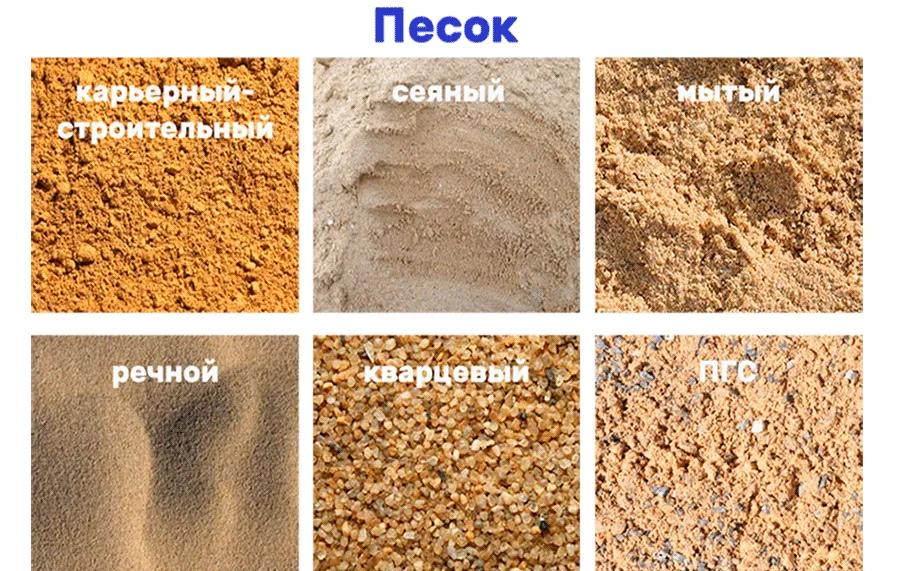 Песок
карьерный-
строительный
сеяный
мытый
речной
кварцевый
ПГС